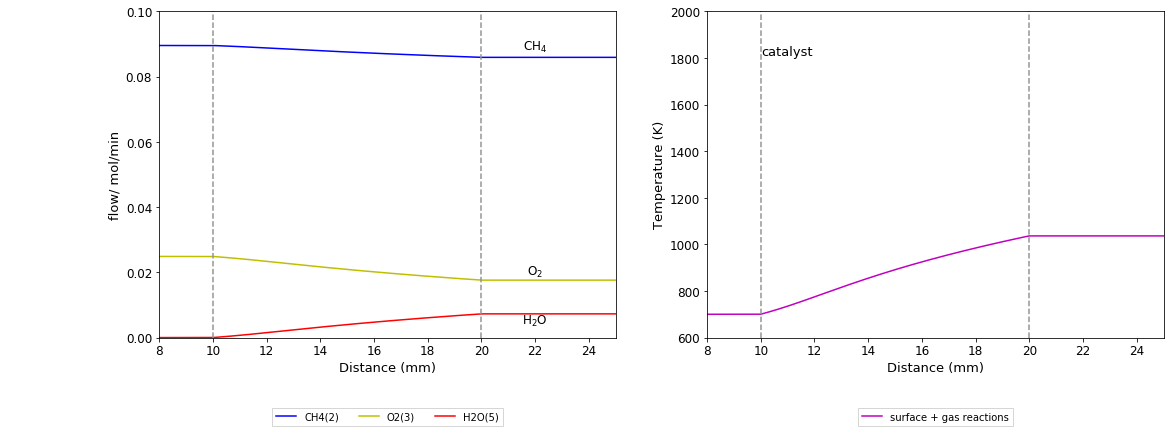 0.10
0.08
0.06
0.04
0.02
0.00
flow/ mol/min
CH4
O2
H2O
8 10 12 14 16 18 20 22 24
Distance (mm)
CH4(2) O2(3) H2O(5)
2000
1800
1600
1400
1200
1000
800
600
Temperature (K)
catalyst
8 10 12 14 16 18 20 22 24
Distance (mm)
surface + gas reactions